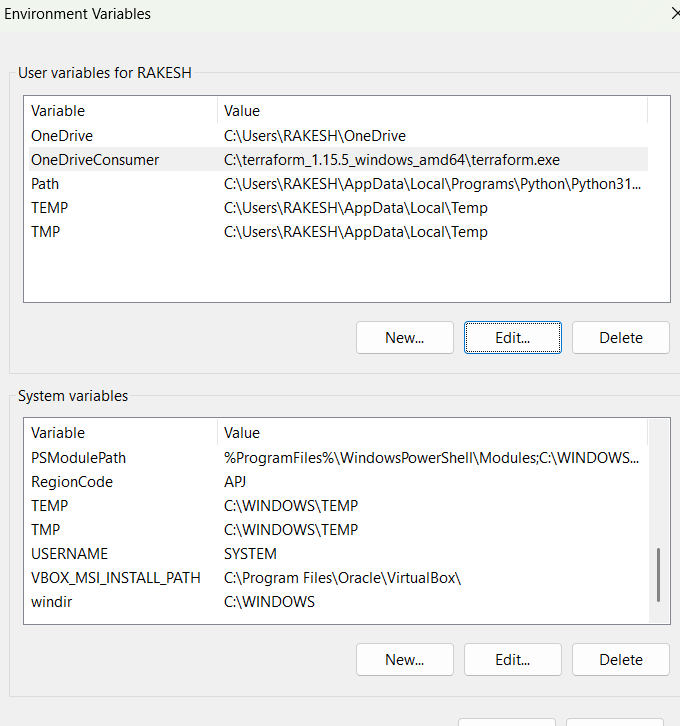 Environment Variables
User variables for RAKESH
Variable Value
OneDrive C:\Users\RAKESH\OneDrive
OneDriveConsumer C:\terraform_1.15.5_windows_amd64\terraform.exe
Path C:\Users\RAKESH\AppData\Local\Programs\Python\Python31...
TEMP C:\Users\RAKESH\AppData\Local\Temp
TMP C:\Users\RAKESH\AppData\Local\Temp
New... Edit... Delete
System variables
Variable Value
PSModulePath %ProgramFiles%\WindowsPowerShell\Modules;C:\WINDOWS...
RegionCode APJ
TEMP C:\WINDOWS\TEMP
TMP C:\WINDOWS\TEMP
USERNAME SYSTEM
VBOX_MSI_INSTALL_PATH C:\Program Files\Oracle\VirtualBox\
windir C:\WINDOWS
New... Edit... Delete